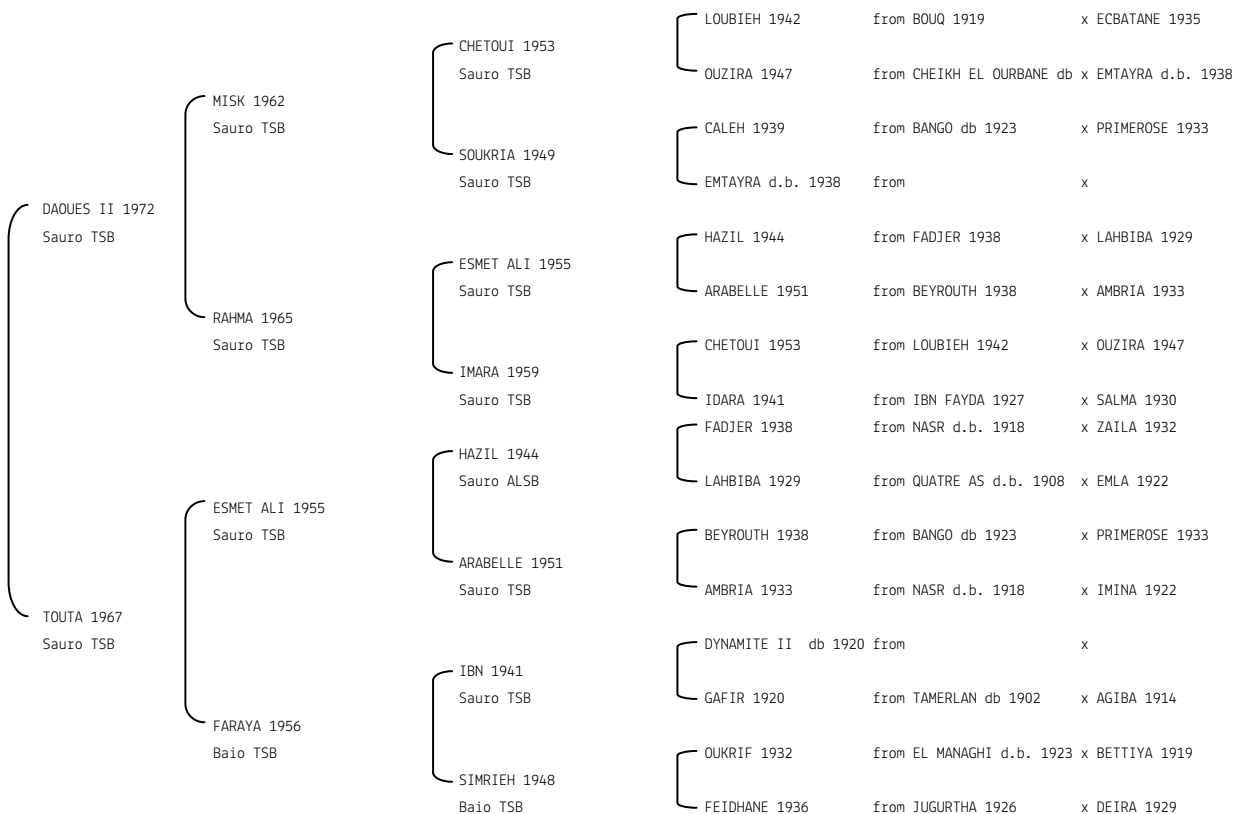 LOUBIEH 1942 from BOUQ 1919 x ECBATANE 1935
CHETOUI 1953
Sauro TSB OUZIRA 1947 from CHEIKH EL OURBANE db x EMTAYRA d.b. 1938
MISK 1962
Sauro TSB CALEH 1939 from BANGO db 1923 x PRIMEROSE 1933
SOUKRIA 1949
Sauro TSB EMTAYRA d.b. 1938 from x
DAOUES II 1972
Sauro TSB HAZIL 1944 from FADJER 1938 x LAHBIBA 1929
ESMET ALI 1955
Sauro TSB ARABELLE 1951 from BEYROUTH 1938 x AMBRIA 1933
RAHMA 1965
Sauro TSB CHETOUI 1953 from LOUBIEH 1942 x OUZIRA 1947
IMARA 1959
Sauro TSB IDARA 1941 from IBN FAYDA 1927 x SALMA 1930
FADJER 1938 from NASR d.b. 1918 x ZAILA 1932
HAZIL 1944
Sauro ALSB LAHBIBA 1929 from QUATRE AS d.b. 1908 x EMLA 1922
ESMET ALI 1955
Sauro TSB BEYROUTH 1938 from BANGO db 1923 x PRIMEROSE 1933
ARABELLE 1951
Sauro TSB AMBRIA 1933 from NASR d.b. 1918 x IMINA 1922
TOUTA 1967
Sauro TSB DYNAMITE II db 1920 from x
IBN 1941
Sauro TSB GAFIR 1920 from TAMERLAN db 1902 x AGIBA 1914
FARAYA 1956
Baio TSB OUKRIF 1932 from EL MANAGHI d.b. 1923 x BETTIYA 1919
SIMRIEH 1948
Baio TSB FEIDHANE 1936 from JUGURTHA 1926 x DEIRA 1929